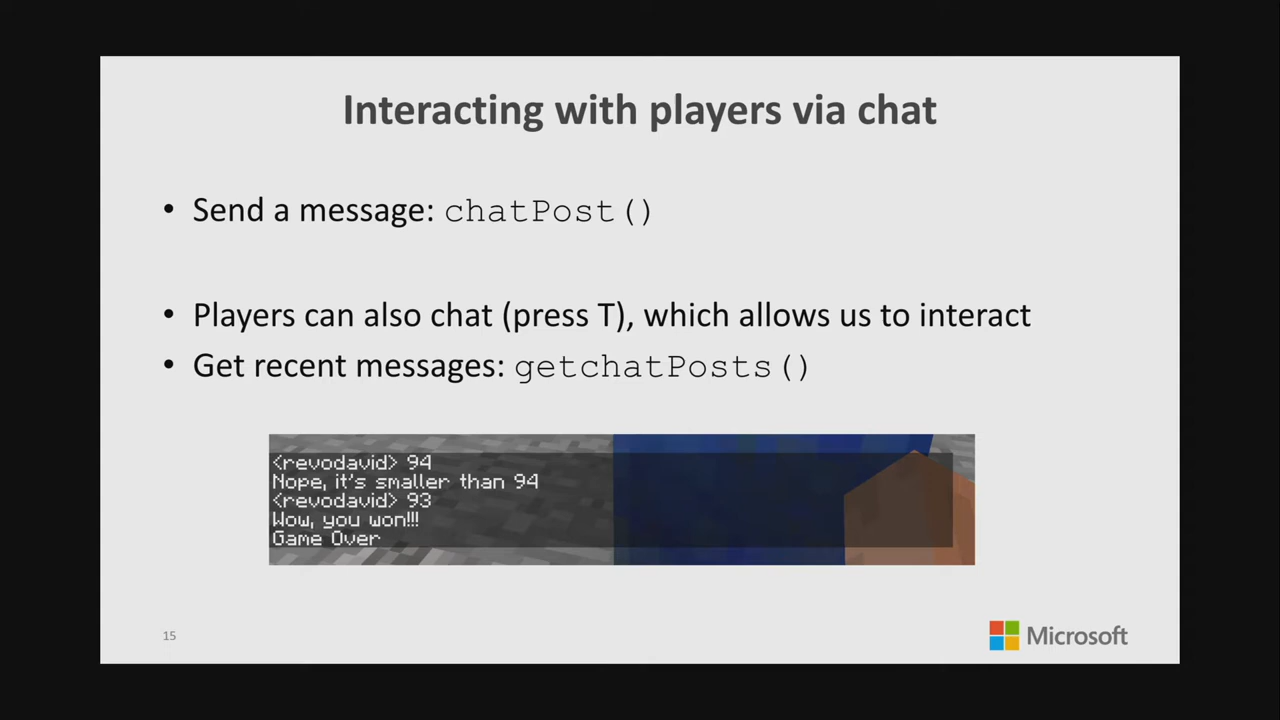 Interacting with players via chat
• Send a message: chatPost()
• Players can also chat (press T), which allows us to interact
• Get recent messages: getchatPosts()
<revodavid> 94
Nope, it's smaller than 94
<revodavid> 93
Wow, you won!!!
Game Over
15
Microsoft